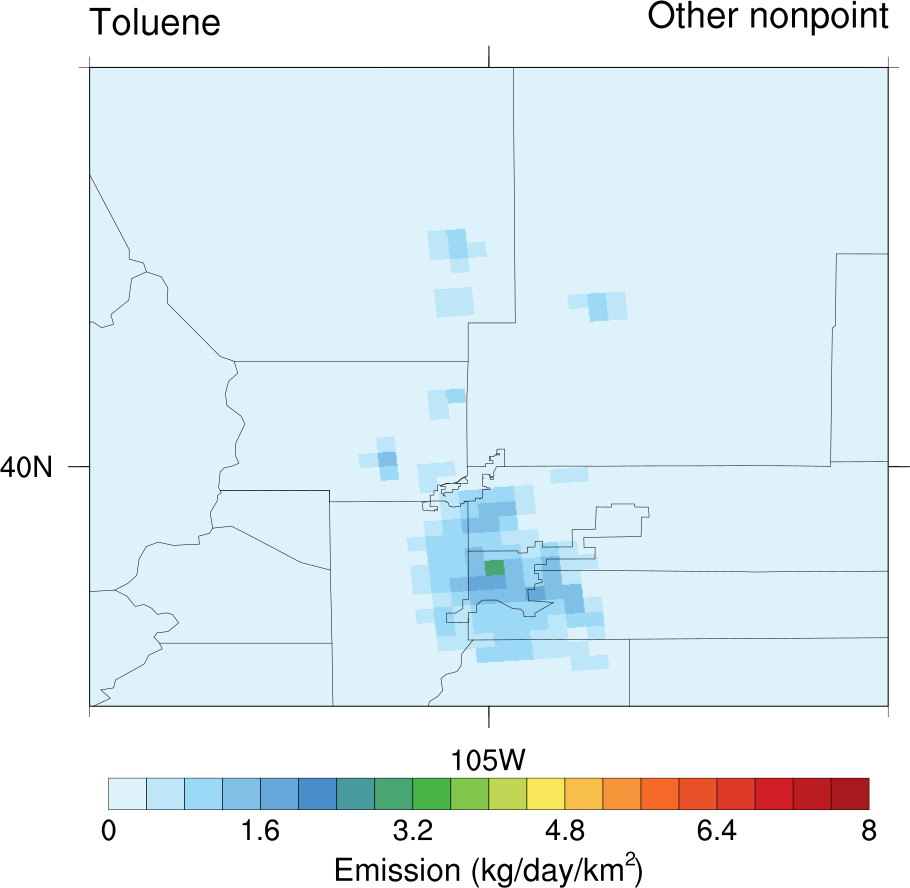 Toluene
Other nonpoint
40N
105W
0 1.6 3.2 4.8 6.4 8
Emission (kg/day/km²)